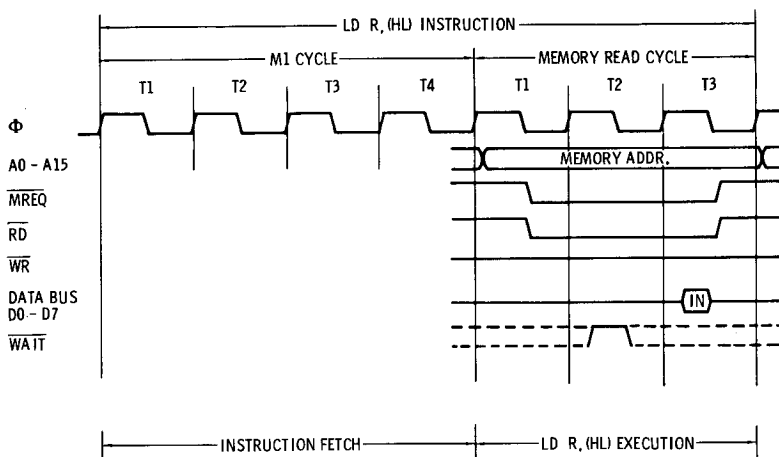 LD R, (HL) INSTRUCTION
M1 CYCLE MEMORY READ CYCLE
T1 T2 T3 T4 T1 T2 T3
Φ
A0 - A15 MEMORY ADDR.
MREQ
RD
WR
DATA BUS
D0 - D7 IN
WAIT
INSTRUCTION FETCH LD R, (HL) EXECUTION